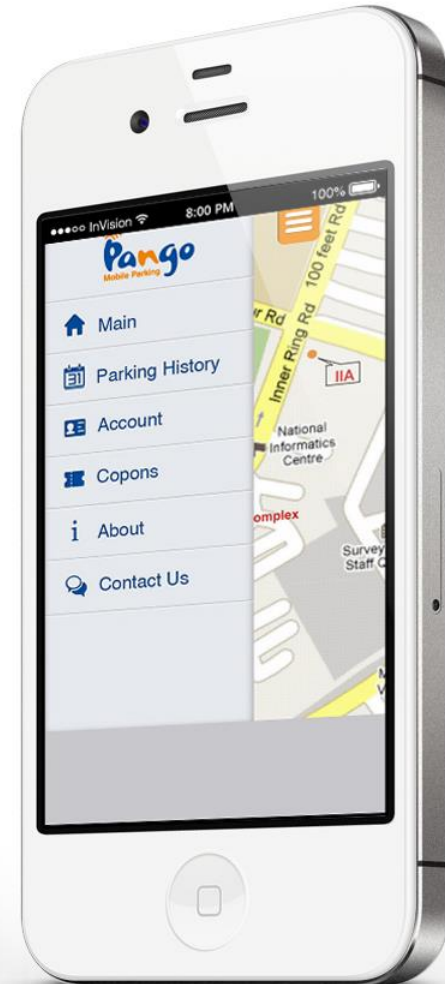 InVision 8:00 PM 100%
Pango
Mobile Parking
Main
Parking History
Account
Copons
About
Contact Us
31
100 feet Rd
Inner Ring Rd
IIA
National
Informatics
Centre
omplex
Survey
Staff